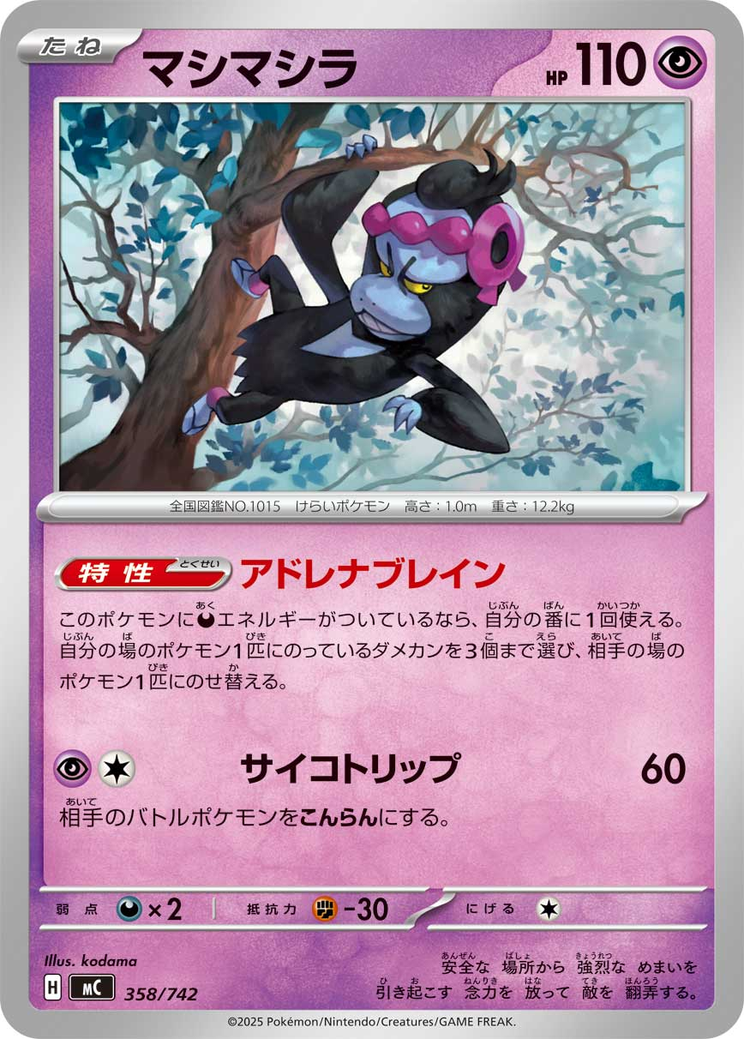 たね
マシマシラ
HP 110
全国図鑑NO.1015 けらいポケモン 高さ:1.0m 重さ:12.2kg
特性 とくせい アドレナブレイン
このポケモンにあくエネルギーがついているなら、自分の番に1回使える。
自分の場のポケモン1匹にのっているダメカンを3個まで選び、相手の場の
ポケモン1匹にのせ替える。
サイコトリップ 60
相手のバトルポケモンをこんらんにする。
弱点 ×2 抵抗力 -30 にげる
Illus. kodama
H MC 358/742
安全な 場所から 強烈な めまいを
引き起こす 念力を 放って 敵を 翻弄する。
©2025 Pokémon/Nintendo/Creatures/GAME FREAK.